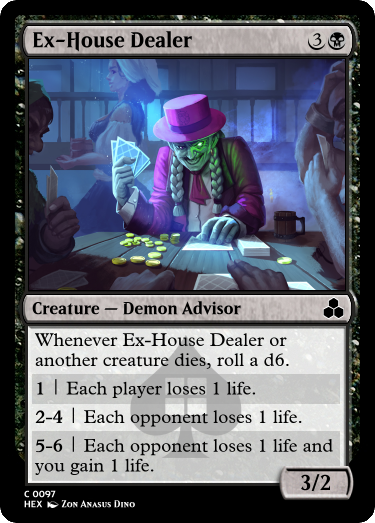 Ex-House Dealer 3
Creature — Demon Advisor
Whenever Ex-House Dealer or
another creature dies, roll a d6.
1 | Each player loses 1 life.
2-4 | Each opponent loses 1 life.
5-6 | Each opponent loses 1 life and
you gain 1 life.
3/2
C 0097
HEX Zon Anasus Dino